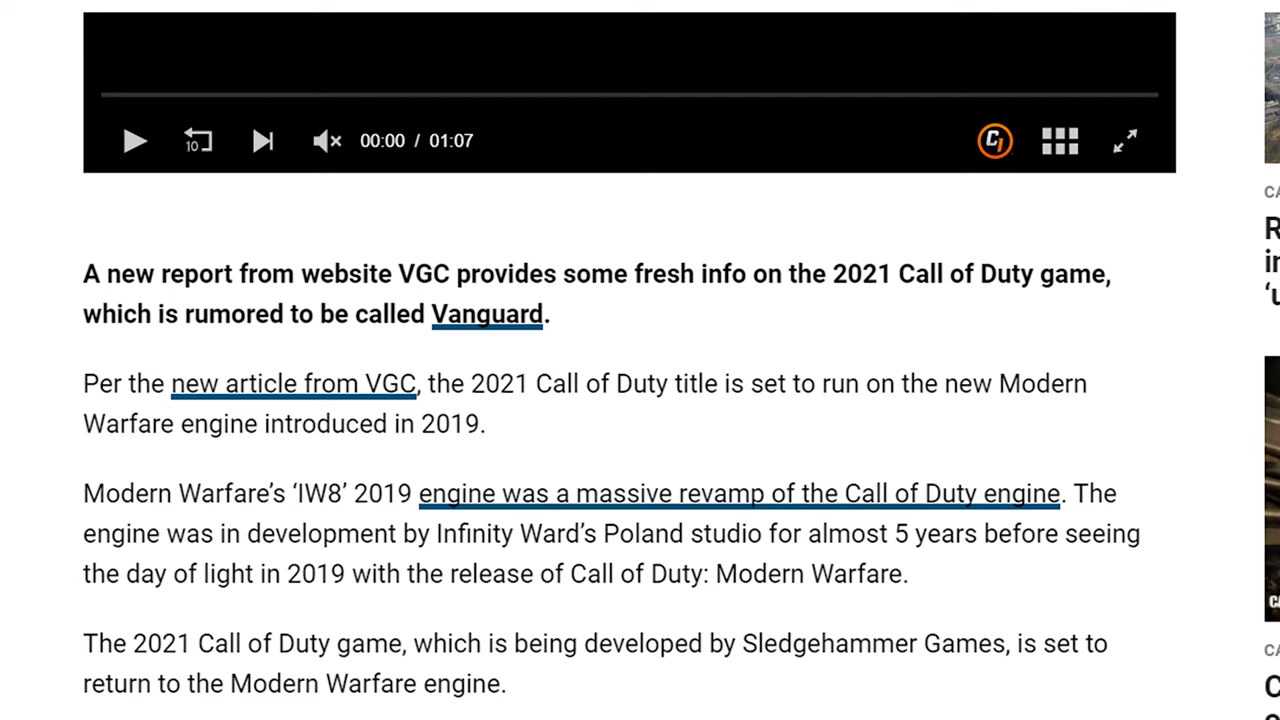 10
00:00 / 01:07
CI
A new report from website VGC provides some fresh info on the 2021 Call of Duty game,
which is rumored to be called Vanguard.
Per the new article from VGC, the 2021 Call of Duty title is set to run on the new Modern
Warfare engine introduced in 2019.
Modern Warfare’s ‘IW8’ 2019 engine was a massive revamp of the Call of Duty engine. The
engine was in development by Infinity Ward’s Poland studio for almost 5 years before seeing
the day of light in 2019 with the release of Call of Duty: Modern Warfare.
The 2021 Call of Duty game, which is being developed by Sledgehammer Games, is set to
return to the Modern Warfare engine.
CA
R
in
‘u
CA
C